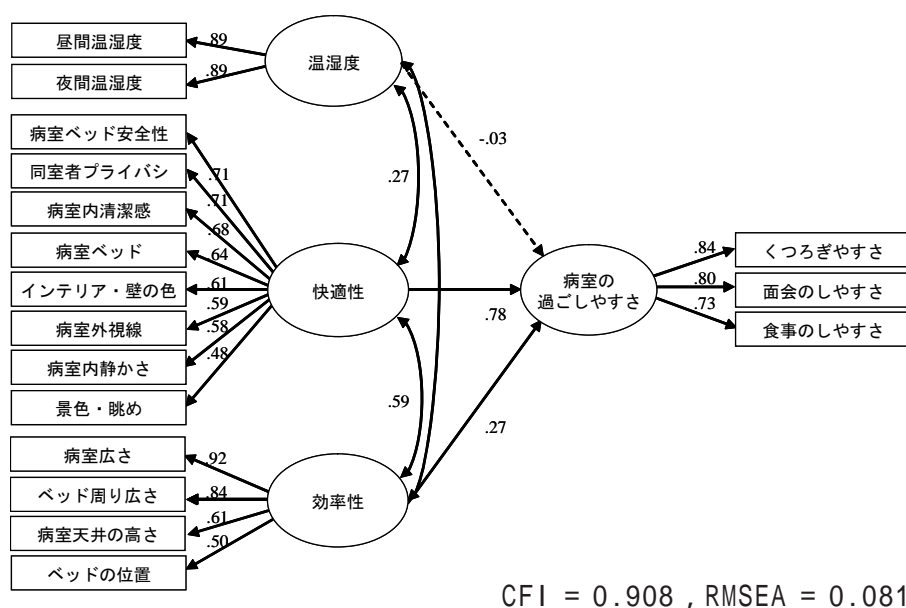 昼間温湿度
夜間温湿度
.89
.89
温湿度
病室ベッド安全性
同室者プライバシ
病室内清潔感
病室ベッド
インテリア・壁の色
病室外視線
病室内静かさ
景色・眺め
.71
.71
.68
.64
.61
.59
.58
.48
快適性
病室広さ
ベッド周り広さ
病室天井の高さ
ベッドの位置
.92
.84
.61
.50
効率性
.27
.59
-.03
.78
.27
病室の
過ごしやすさ
.84
.80
.73
くつろぎやすさ
面会のしやすさ
食事のしやすさ
CFI = 0.908 , RMSEA = 0.081